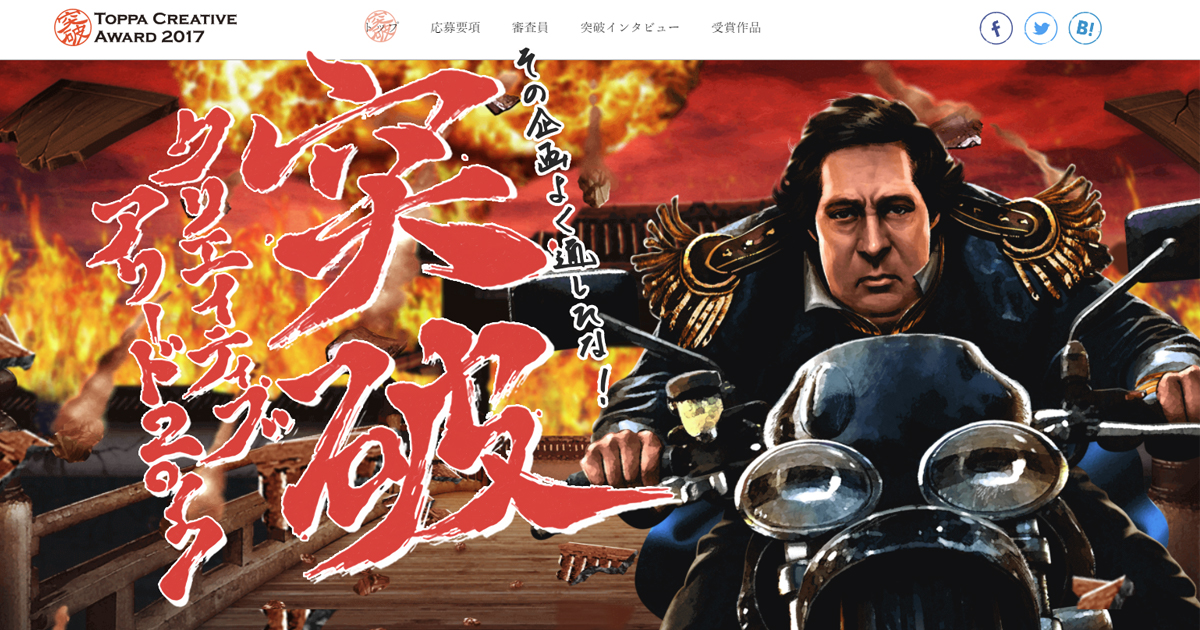 突破
TOPPA CREATIVE
AWARD 2017
トップ
応募要項
審査員
突破インタビュー
受賞作品
f
B!
その企画よく通したな！
突破
クリエイティブ
アワード2017